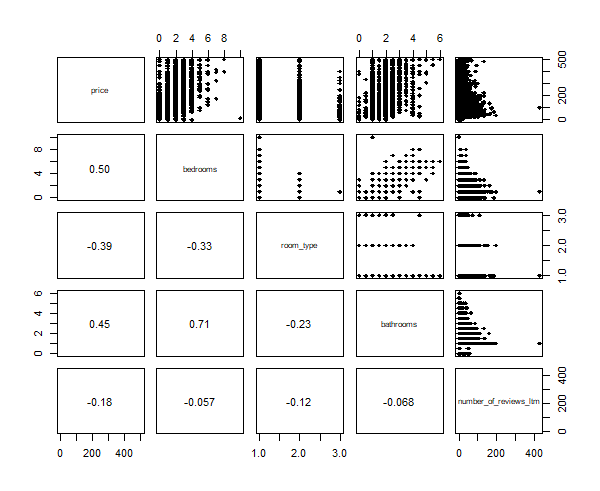 0 2 4 6 8 0 2 4 6
price 0 200 500
0 4 8 0.50 bedrooms
-0.39 -0.33 room_type 1.0 2.0 3.0
0 2 4 6 0.45 0.71 -0.23 bathrooms
-0.18 -0.057 -0.12 -0.068 number_of_reviews_ltm 0 200 400
0 200 400 1.0 2.0 3.0 0 200 400